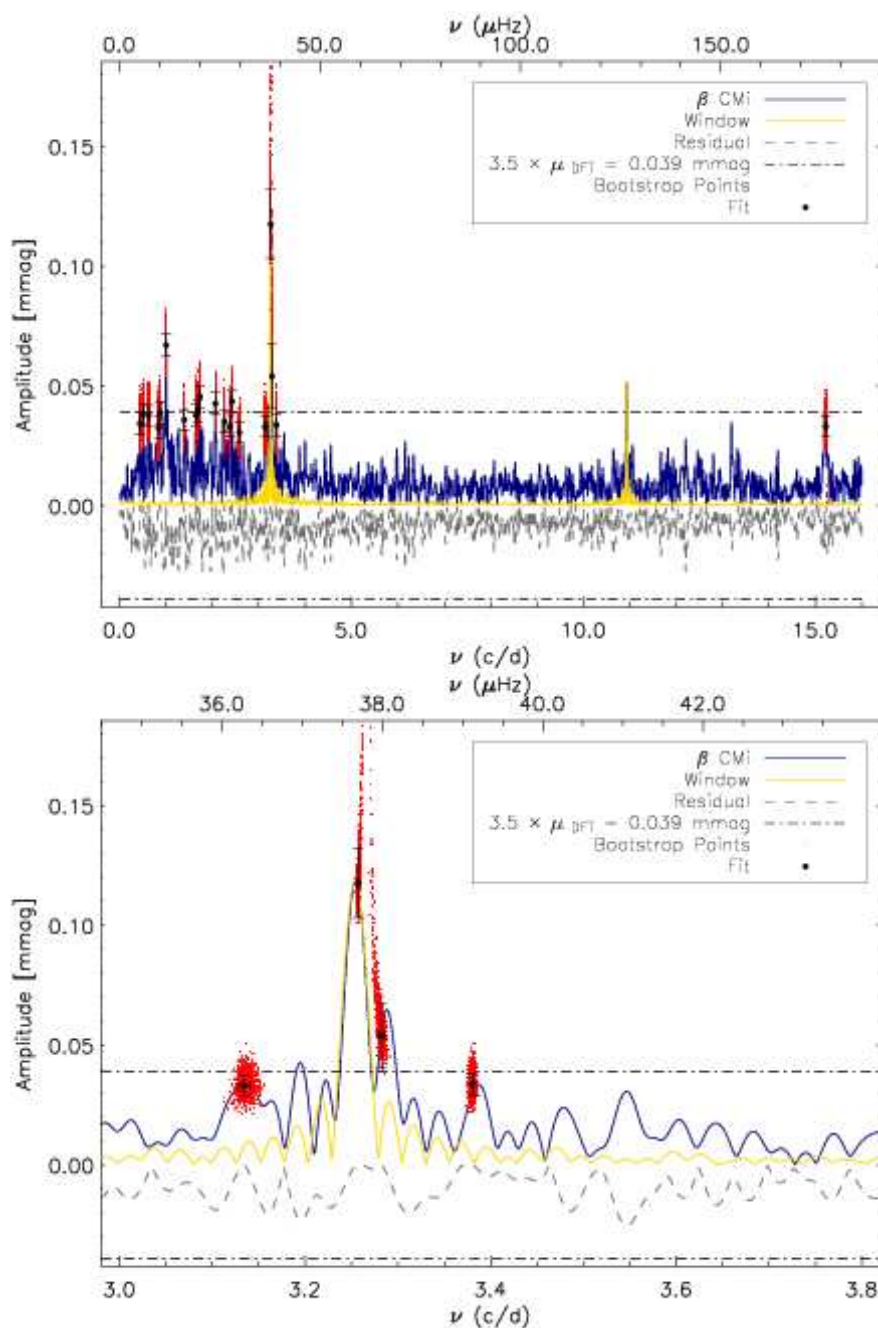 ν (μHz)
0.0 50.0 100.0 150.0
β CMi
Window
Residual
3.5 × μ DFT = 0.039 mmag
Bootstrap Points
Fit
Amplitude [mmag]
0.15
0.10
0.05
0.00
0.0 5.0 10.0 15.0
ν (c/d)
ν (μHz)
36.0 38.0 40.0 42.0
β CMi
Window
Residual
3.5 × μ DFT = 0.039 mmag
Bootstrap Points
Fit
Amplitude [mmag]
0.15
0.10
0.05
0.00
3.0 3.2 3.4 3.6 3.8
ν (c/d)